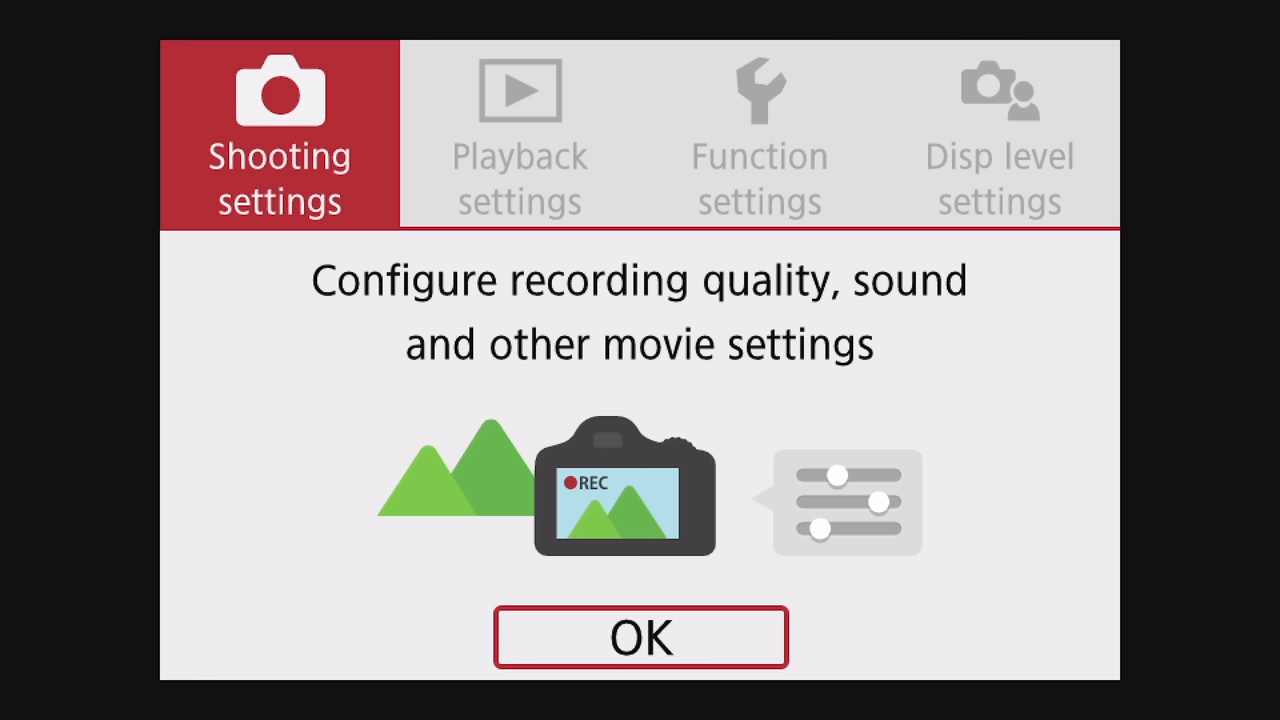 Shooting
settings
Playback
settings
Function
settings
Disp level
settings
Configure recording quality, sound
and other movie settings
REC
OK